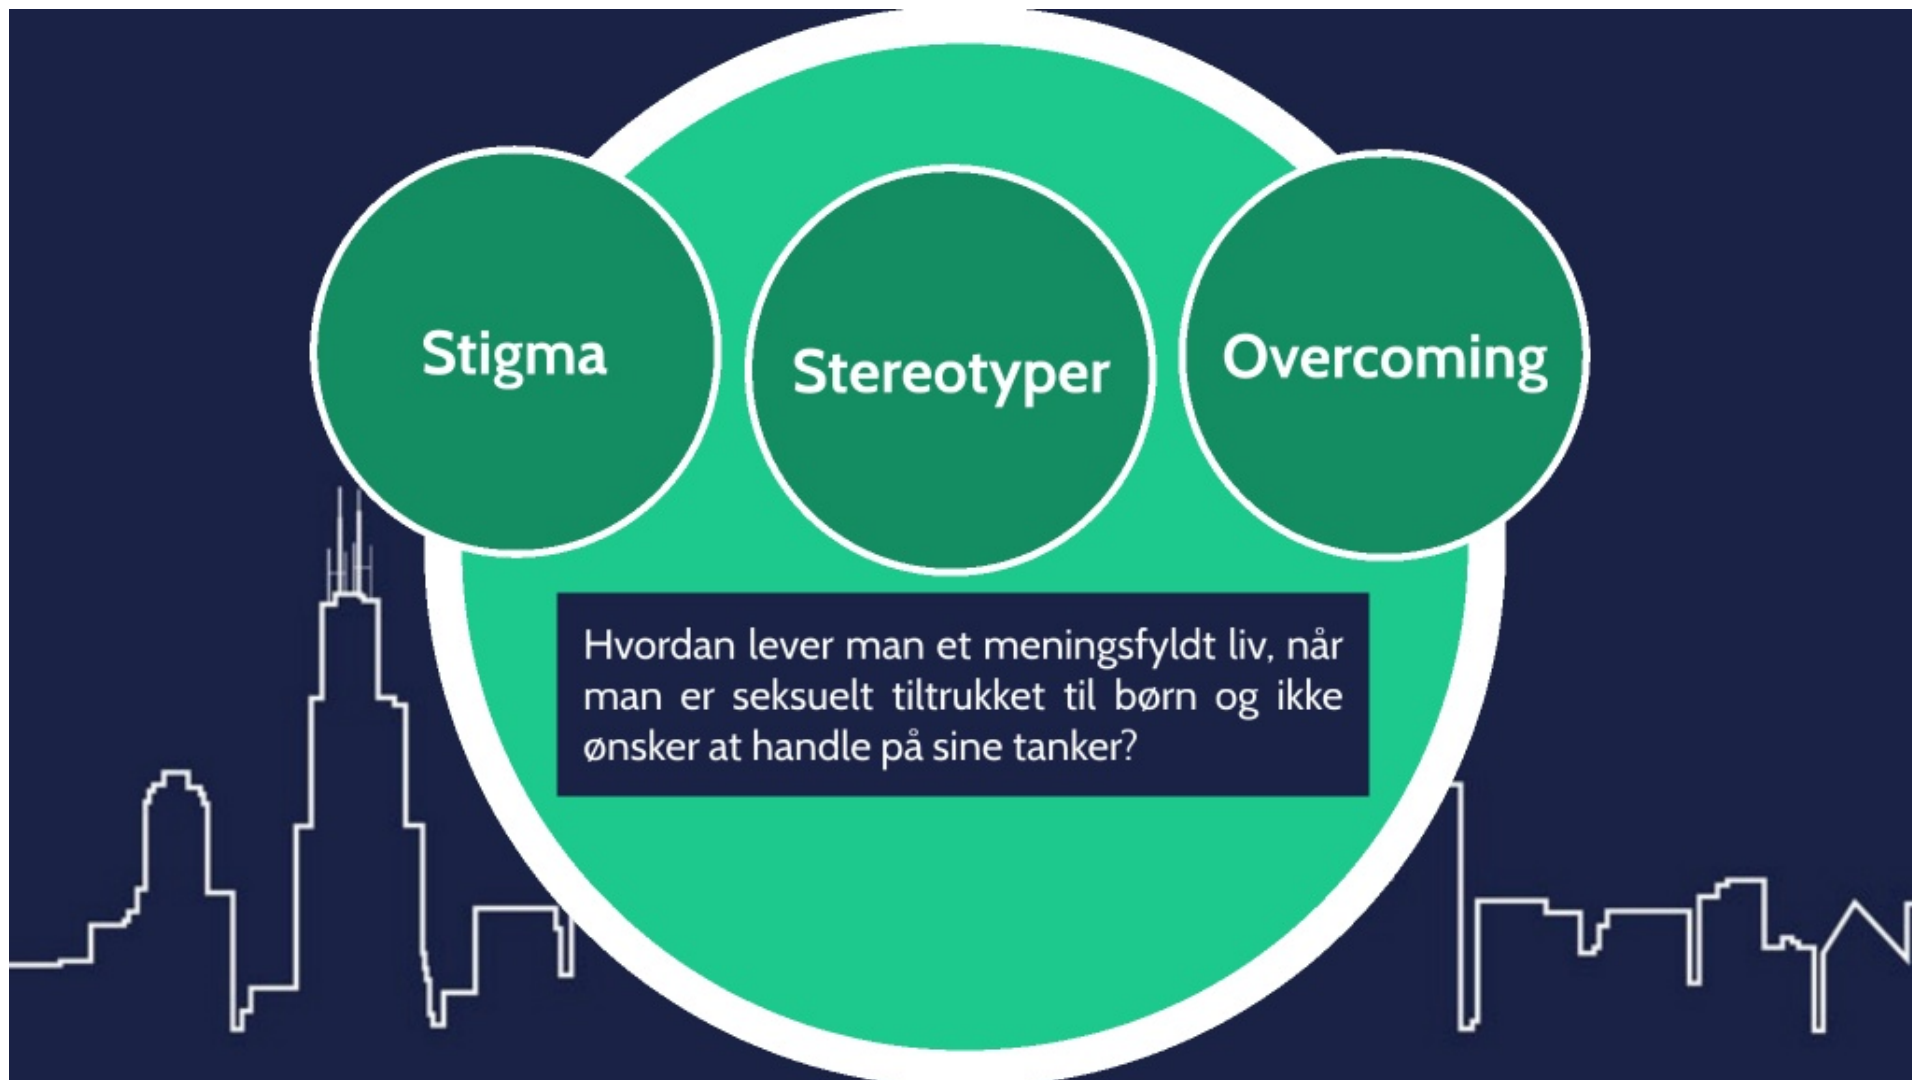 Stigma
Stereotyper
Overcoming
Hvordan lever man et meningsfyldt liv, når
man er seksuelt tiltrukket til børn og ikke
ønsker at handle på sine tanker?